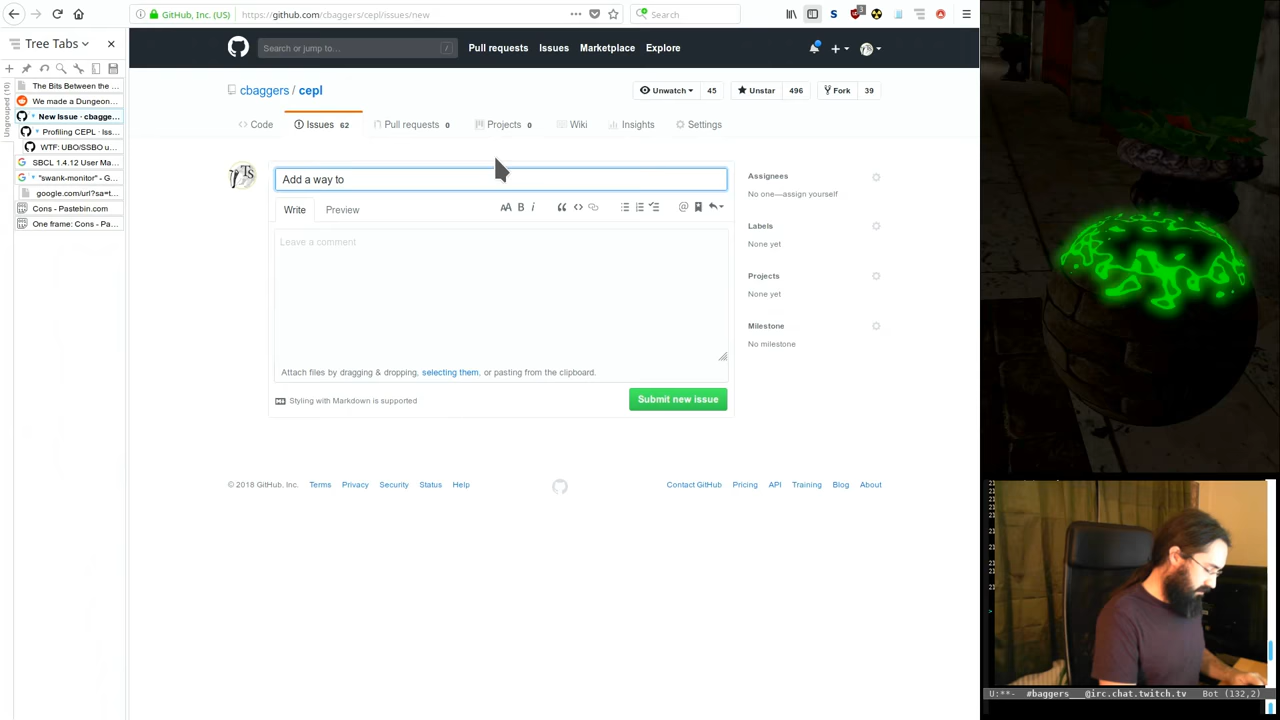 GitHub, Inc. (US)
https://github.com/cbaggers/cepl/issues/new
Search
3
Tree Tabs
Ungrouped (10)
The Bits Between the ...
We made a Dungeon...
New Issue · cbagge...
Profiling CEPL · Iss...
WTF: UBO/SSBO u...
SBCL 1.4.12 User Ma...
"swank-monitor" - G...
google.com/url?sa=t...
Cons - Pastebin.com
One frame: Cons - Pa...
Search or jump to...
/
Pull requests
Issues
Marketplace
Explore
cbaggers / cepl
Unwatch
45
Unstar
496
Fork
39
Code
Issues 62
Pull requests 0
Projects 0
Wiki
Insights
Settings
Add a way to
Write
Preview
Leave a comment
Attach files by dragging & dropping, selecting them, or pasting from the clipboard.
Styling with Markdown is supported
Submit new issue
Assignees
No one—assign yourself
Labels
None yet
Projects
None yet
Milestone
No milestone
© 2018 GitHub, Inc.
Terms
Privacy
Security
Status
Help
Contact GitHub
Pricing
API
Training
Blog
About
U:**- #baggers___@irc.chat.twitch.tv Bot (132,2)